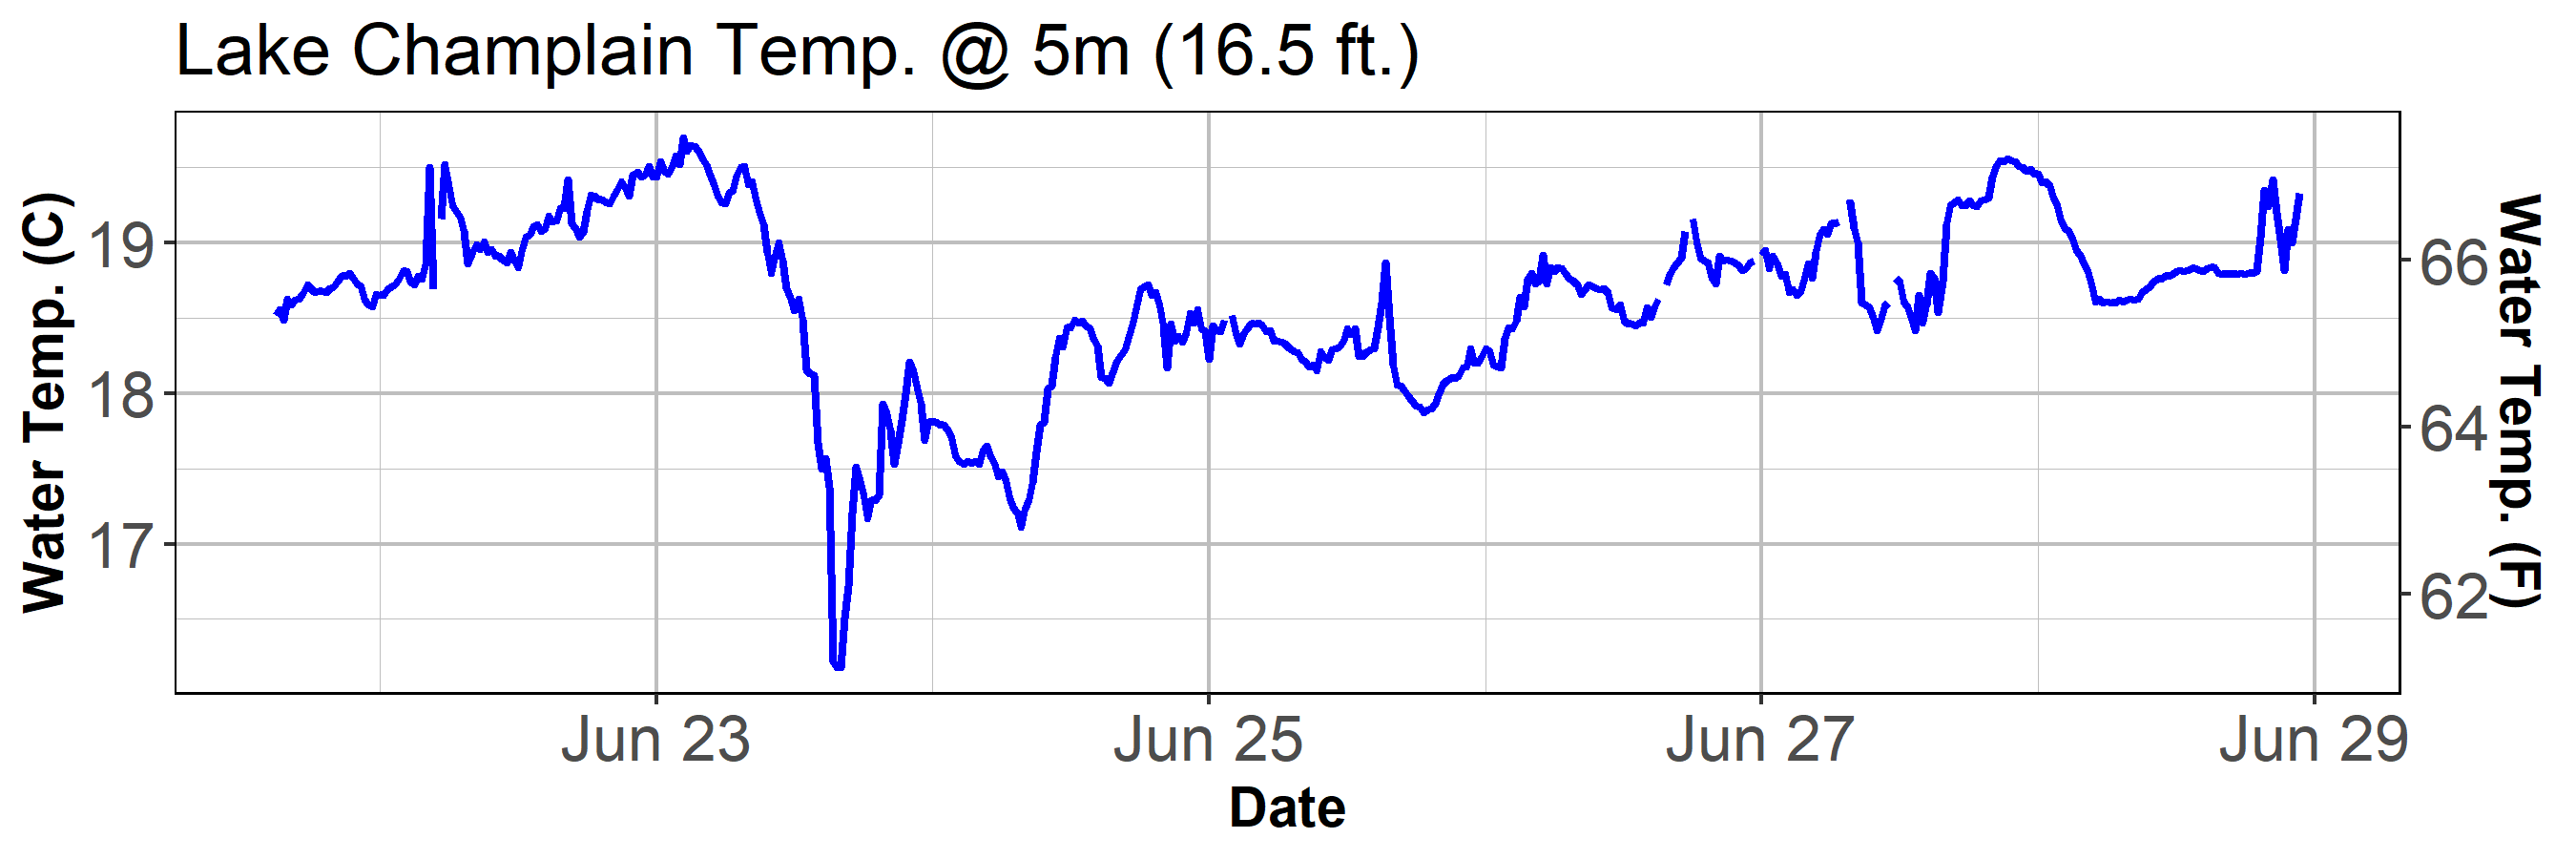 Lake Champlain Temp. @ 5m (16.5 ft.)
Water Temp. (C)
19
18
17
66
64
62
Water Temp. (F)
Jun 23
Jun 25
Jun 27
Jun 29
Date